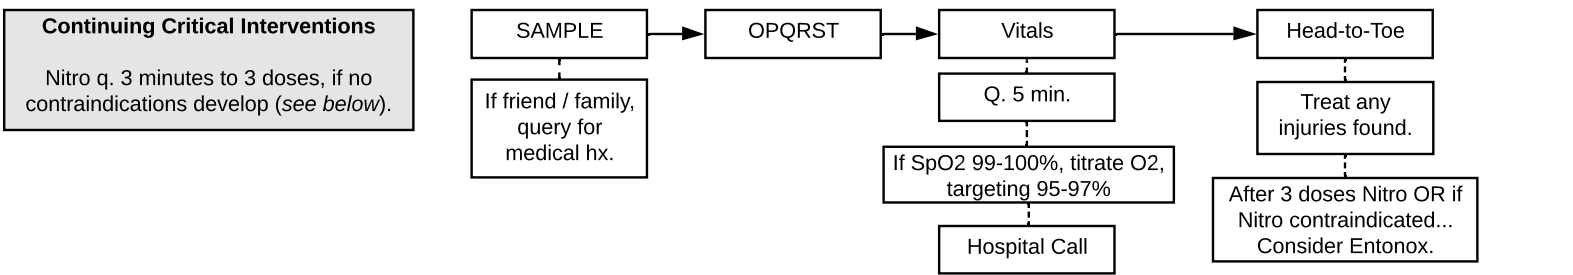 Continuing Critical Interventions
Nitro q. 3 minutes to 3 doses, if no
contraindications develop (see below).
SAMPLE
If friend / family,
query for
medical hx.
OPQRST
Vitals
Q. 5 min.
If SpO2 99-100%, titrate O2,
targeting 95-97%
Hospital Call
Head-to-Toe
Treat any
injuries found.
After 3 doses Nitro OR if
Nitro contraindicated...
Consider Entonox.